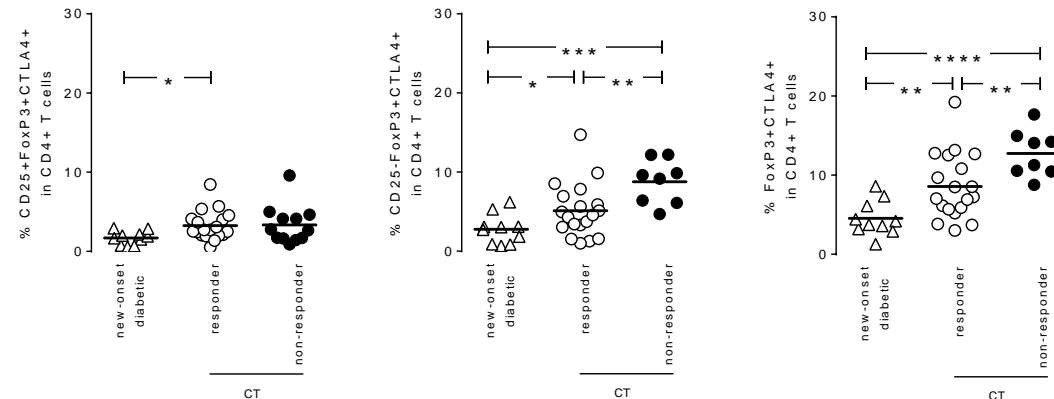 % CD25+FoxP3+CTLA4+
in CD4+ T cells
30
20
10
0
*
new-onset
diabetic
responder
non-responder
CT
% CD25-FoxP3+CTLA4+
in CD4+ T cells
30
20
10
0
***
*
**
new-onset
diabetic
responder
non-responder
CT
% FoxP3+CTLA4+
in CD4+ T cells
30
20
10
0
****
**
**
new-onset
diabetic
responder
non-responder
CT